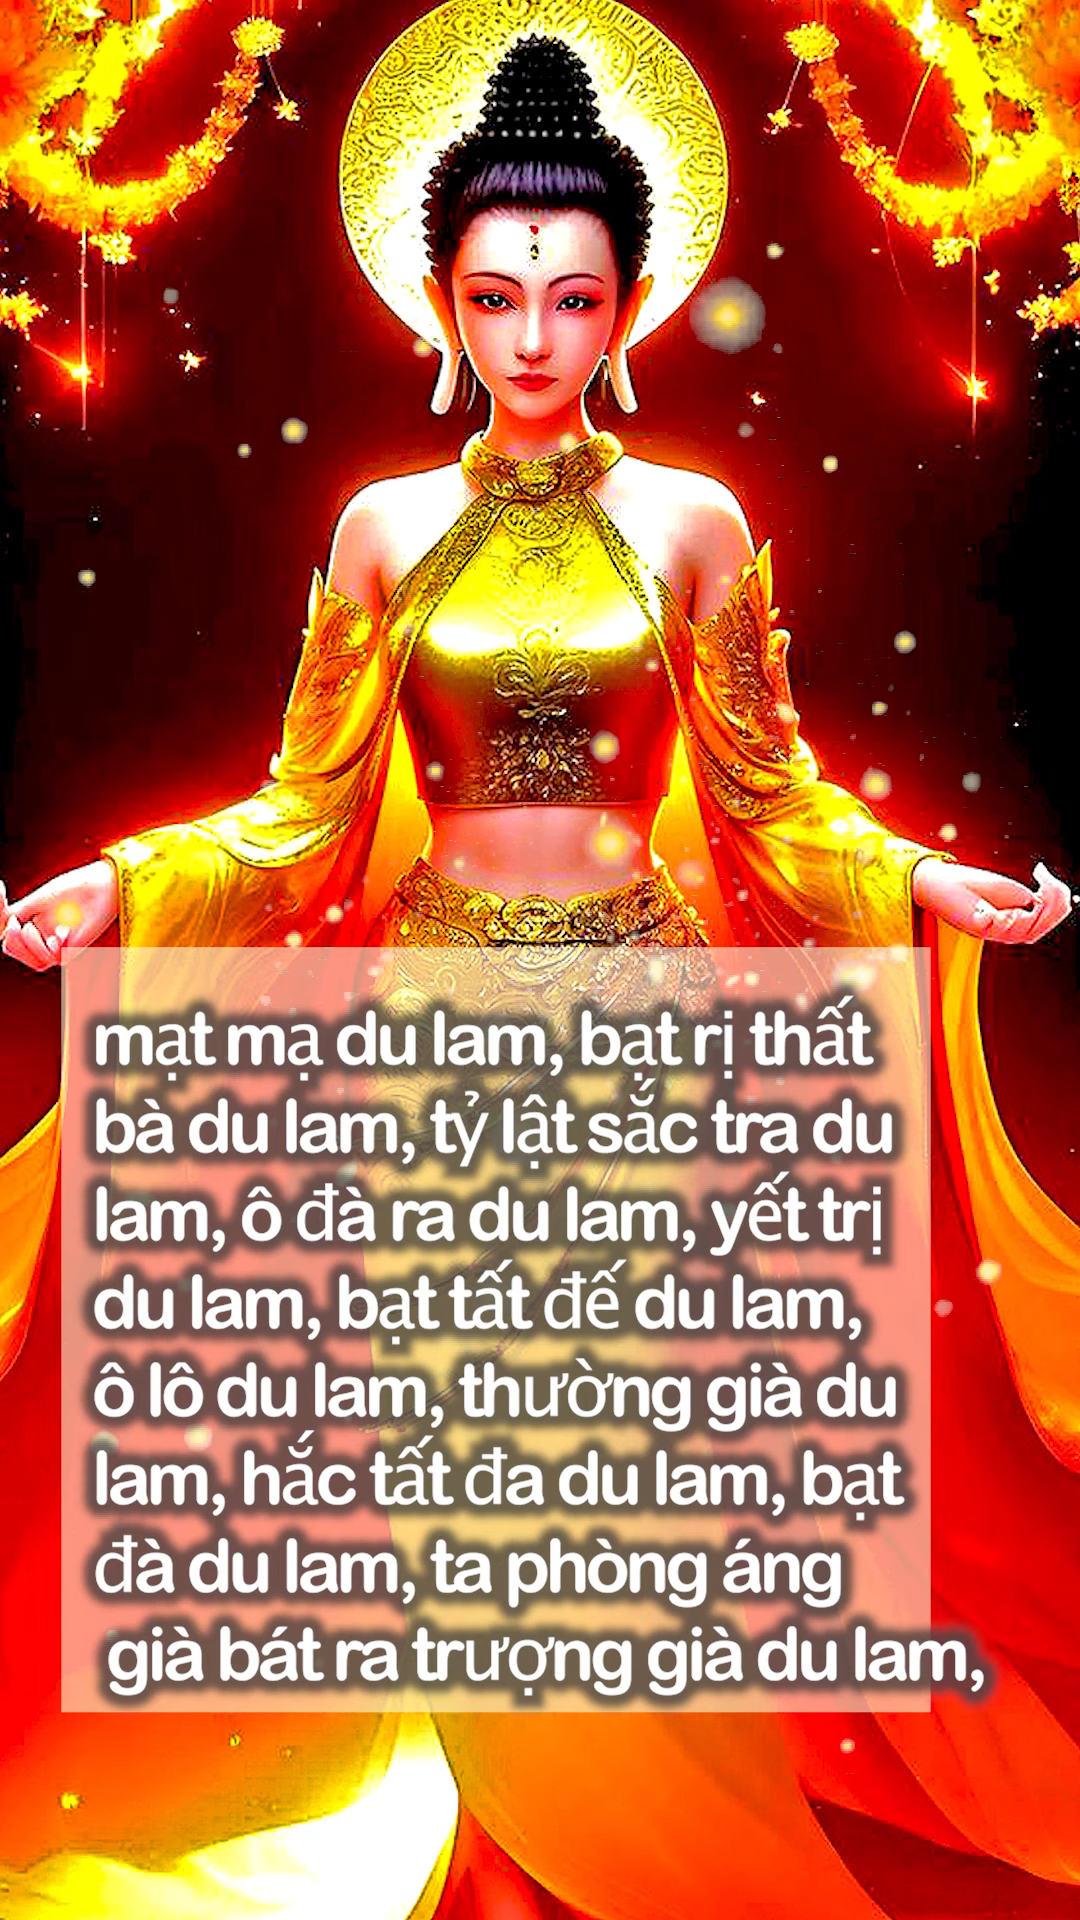 mạt mạ du lam, bạt rị thất
bà du lam, tỷ lật sắc tra du
lam, ô đà ra du lam, yết trị
du lam, bạt tất đế du lam,
ô lô du lam, thường già du
lam, hắc tất đa du lam, bạt
đà du lam, ta phòng áng
già bát ra trượng già du lam,